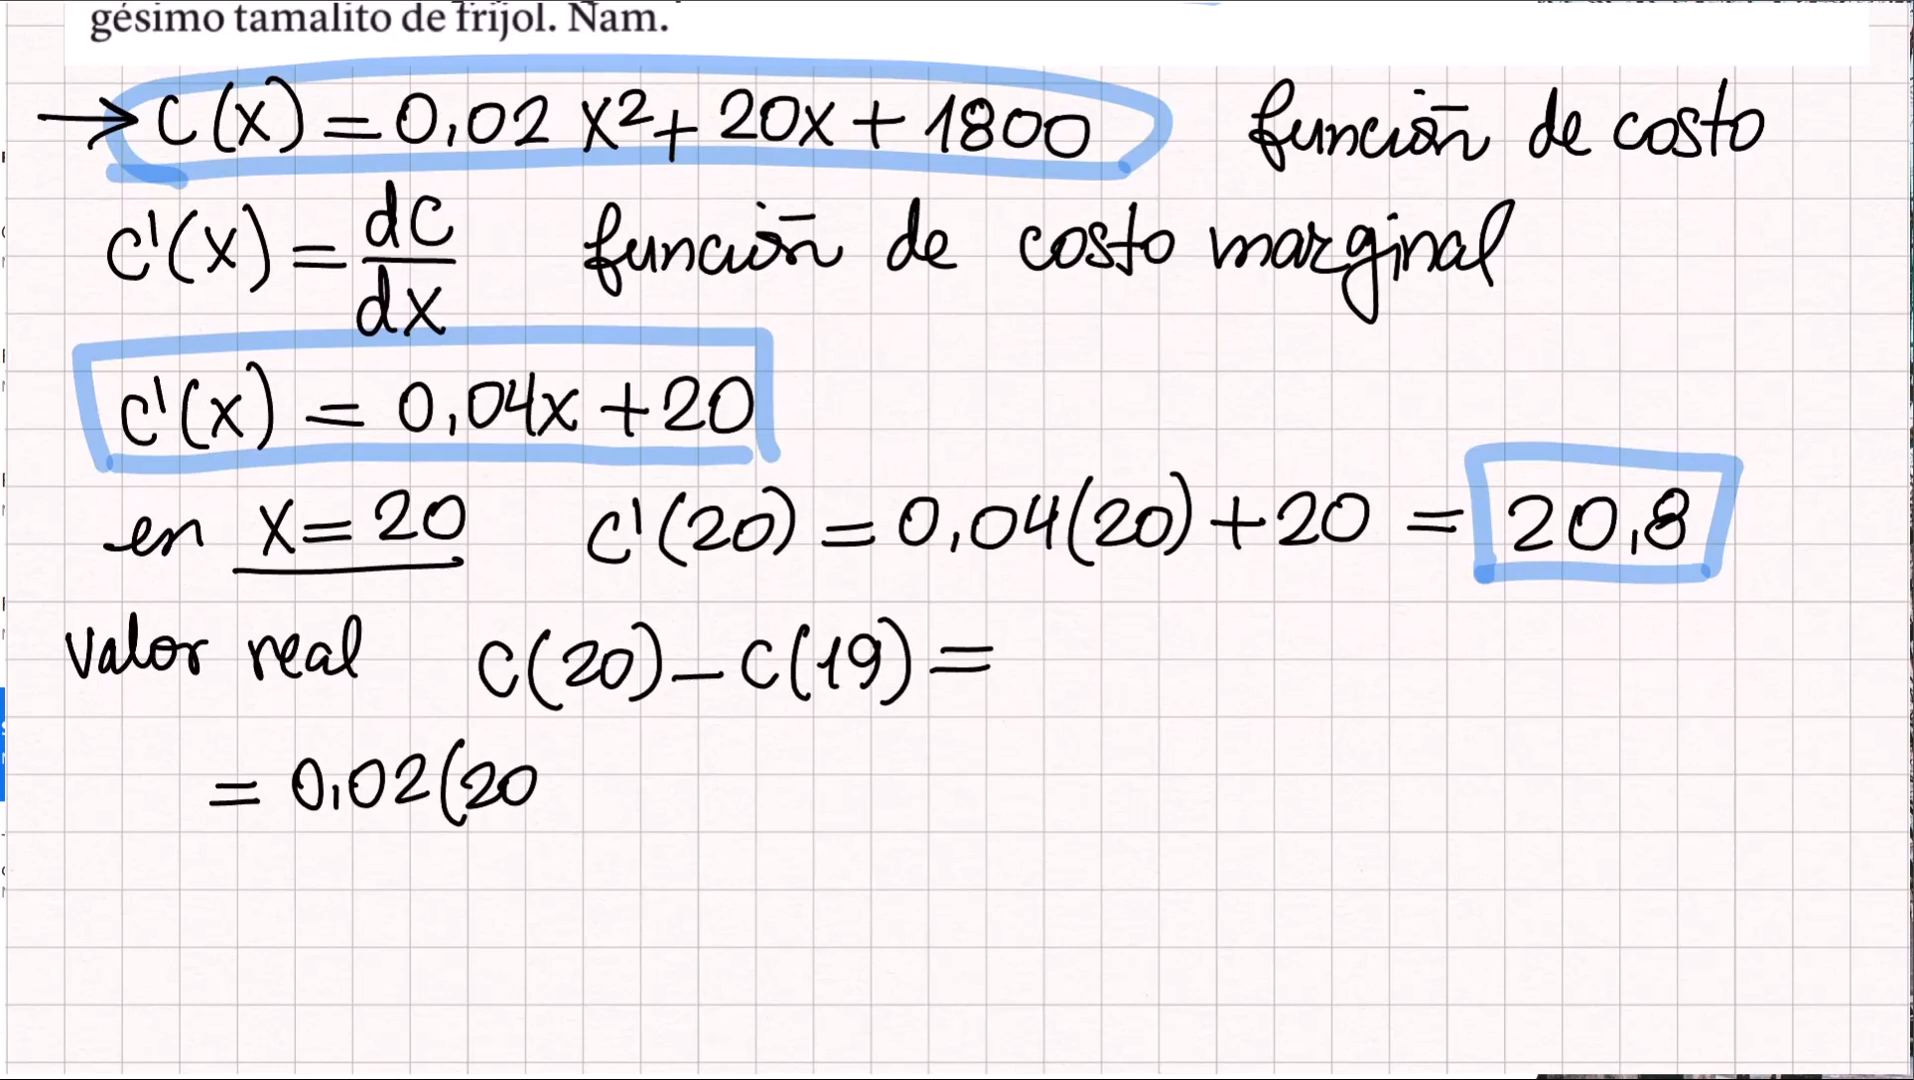 gésimo tamalito de frijol. Ñam.
→ C(x) = 0,02 x² + 20x + 1800 función de costo
C'(x) = dC/dx función de costo marginal
C'(x) = 0,04x + 20
en x = 20 C'(20) = 0,04(20) + 20 = 20,8
valor real C(20) – C(19) =
= 0,02(20